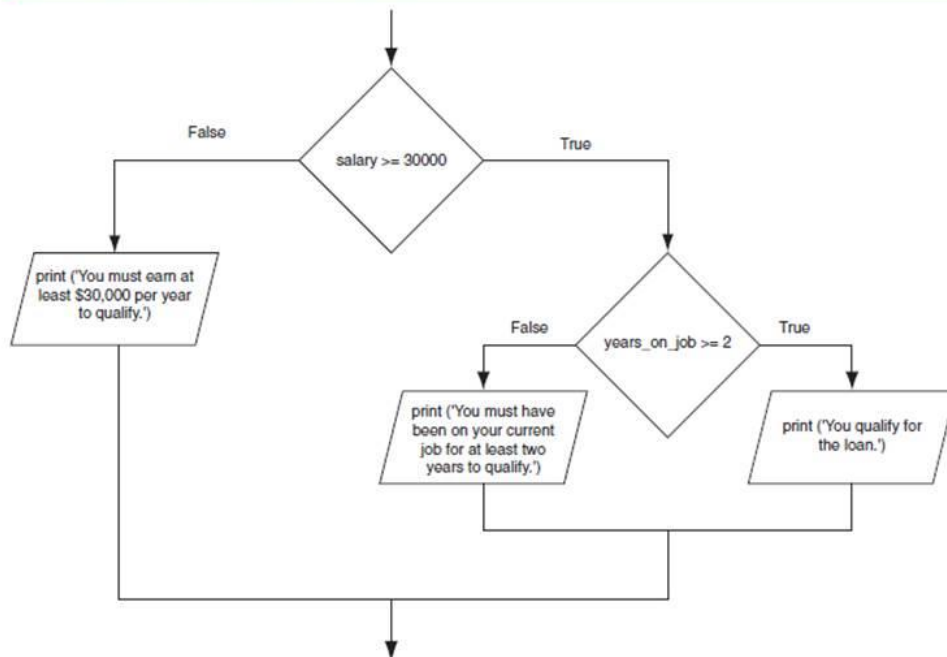 False
salary >= 30000
True
print ('You must earn at
least $30,000 per year
to qualify.')
False
years_on_job >= 2
True
print ('You must have
been on your current
job for at least two
years to qualify.')
print ('You qualify for
the loan.')